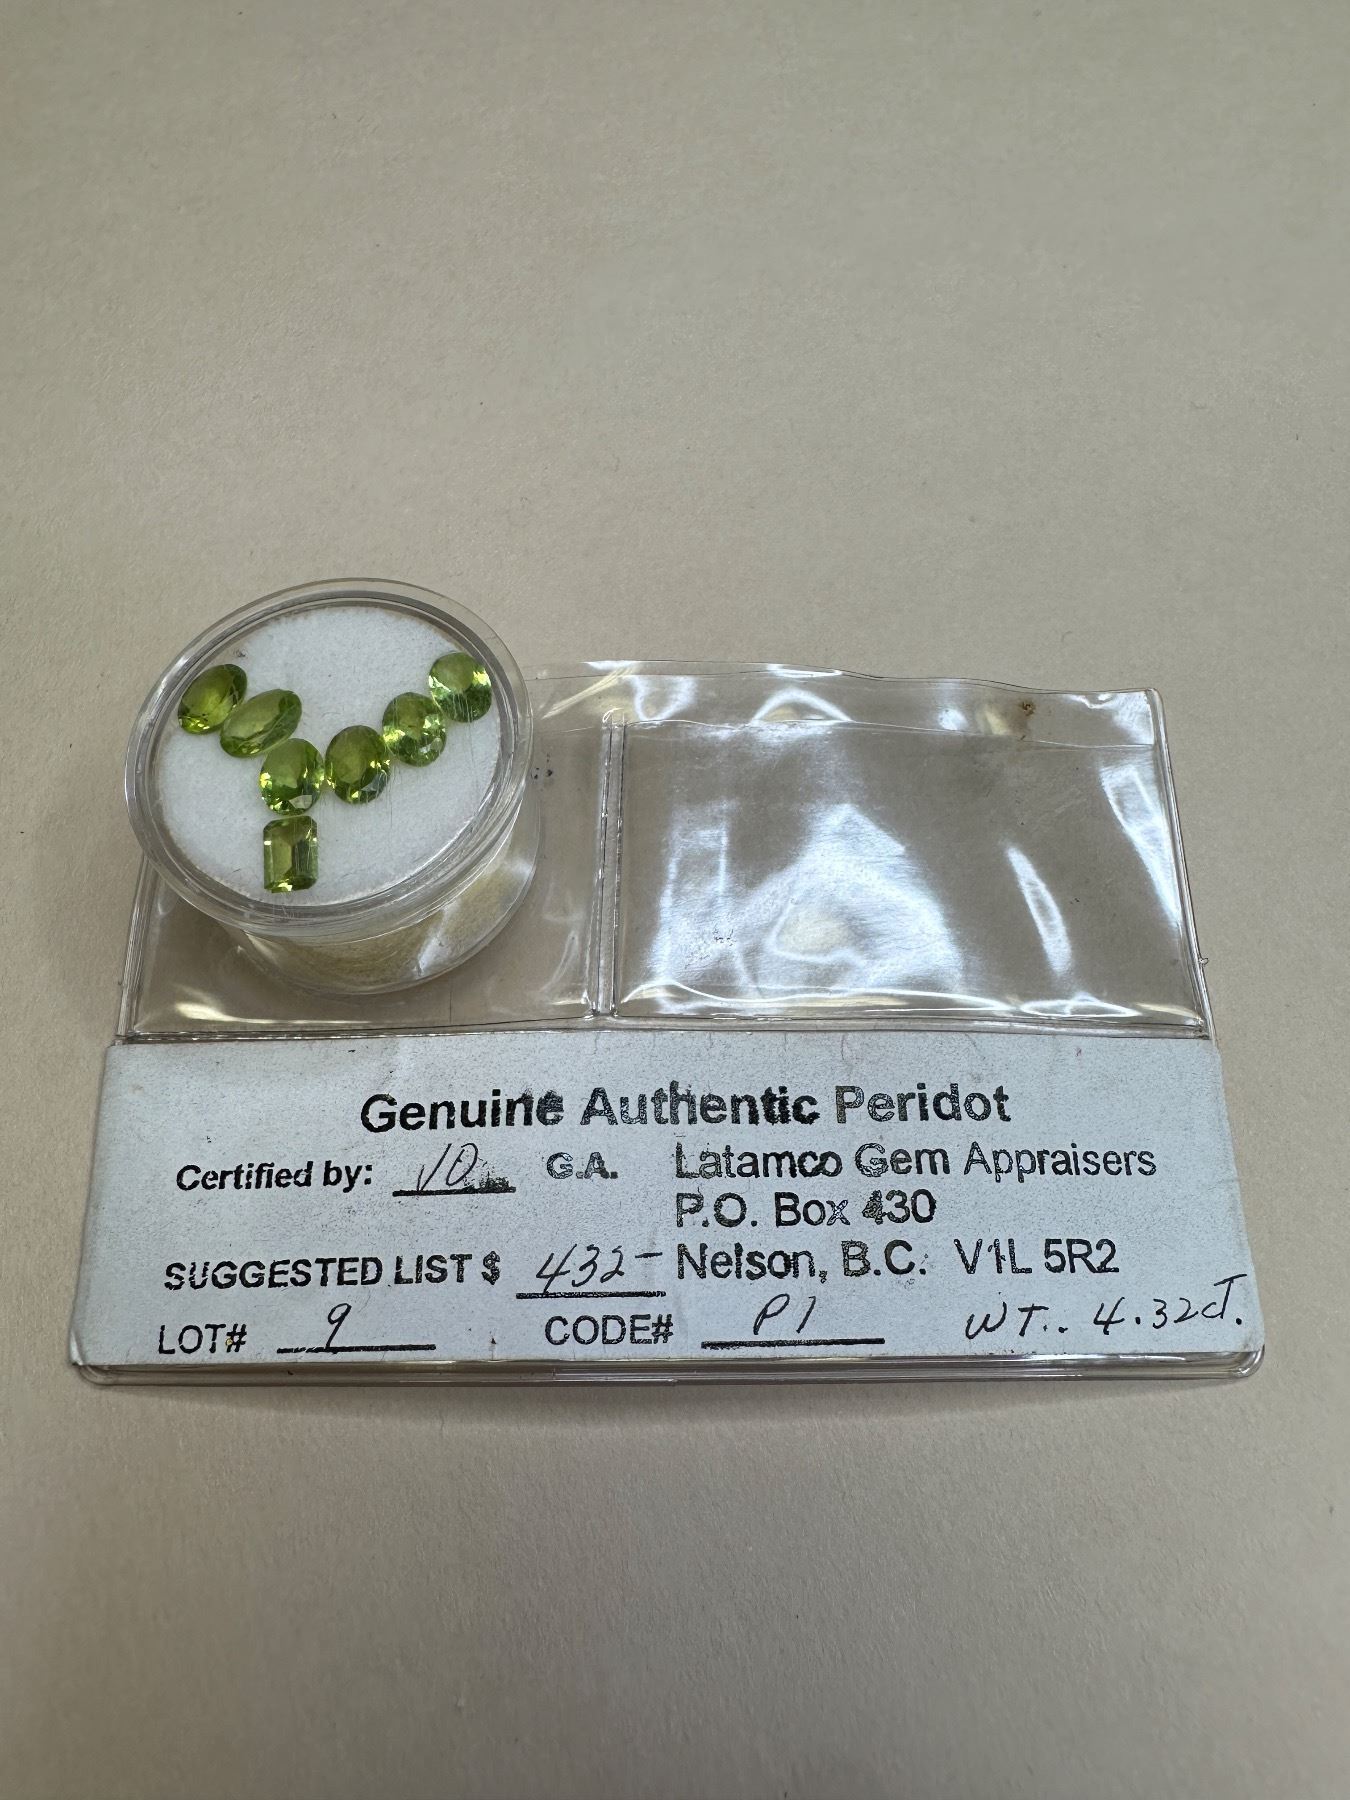 Genuine Authentic Peridot
Certified by: G.A. Latamco Gem Appraisers
P.O. Box 430
SUGGESTED LIST $ 432- Nelson, B.C. V1L 5R2
LOT# 9 CODE# P1 WT.. 4.32CT.